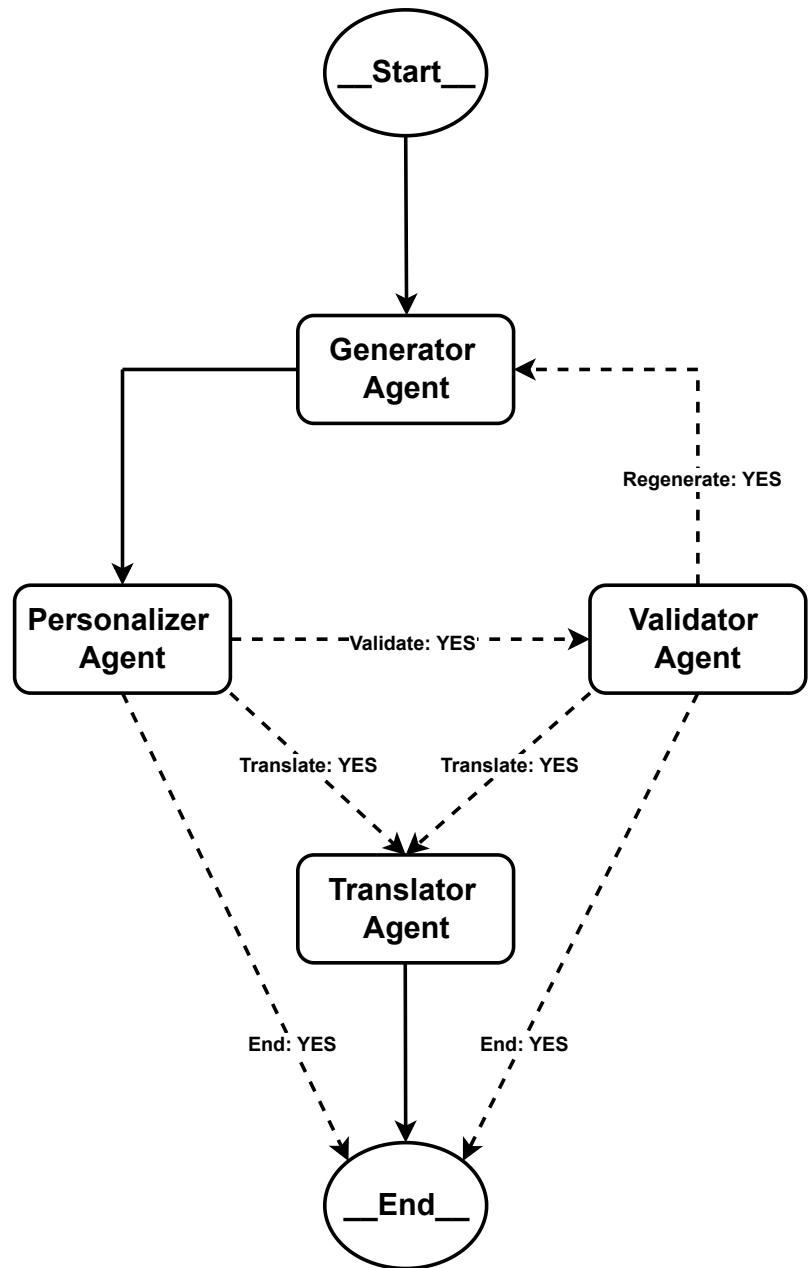 __Start__
Generator
Agent
Regenerate: YES
Personalizer
Agent
Validate: YES
Validator
Agent
Translate: YES
Translate: YES
Translator
Agent
End: YES
End: YES
__End__